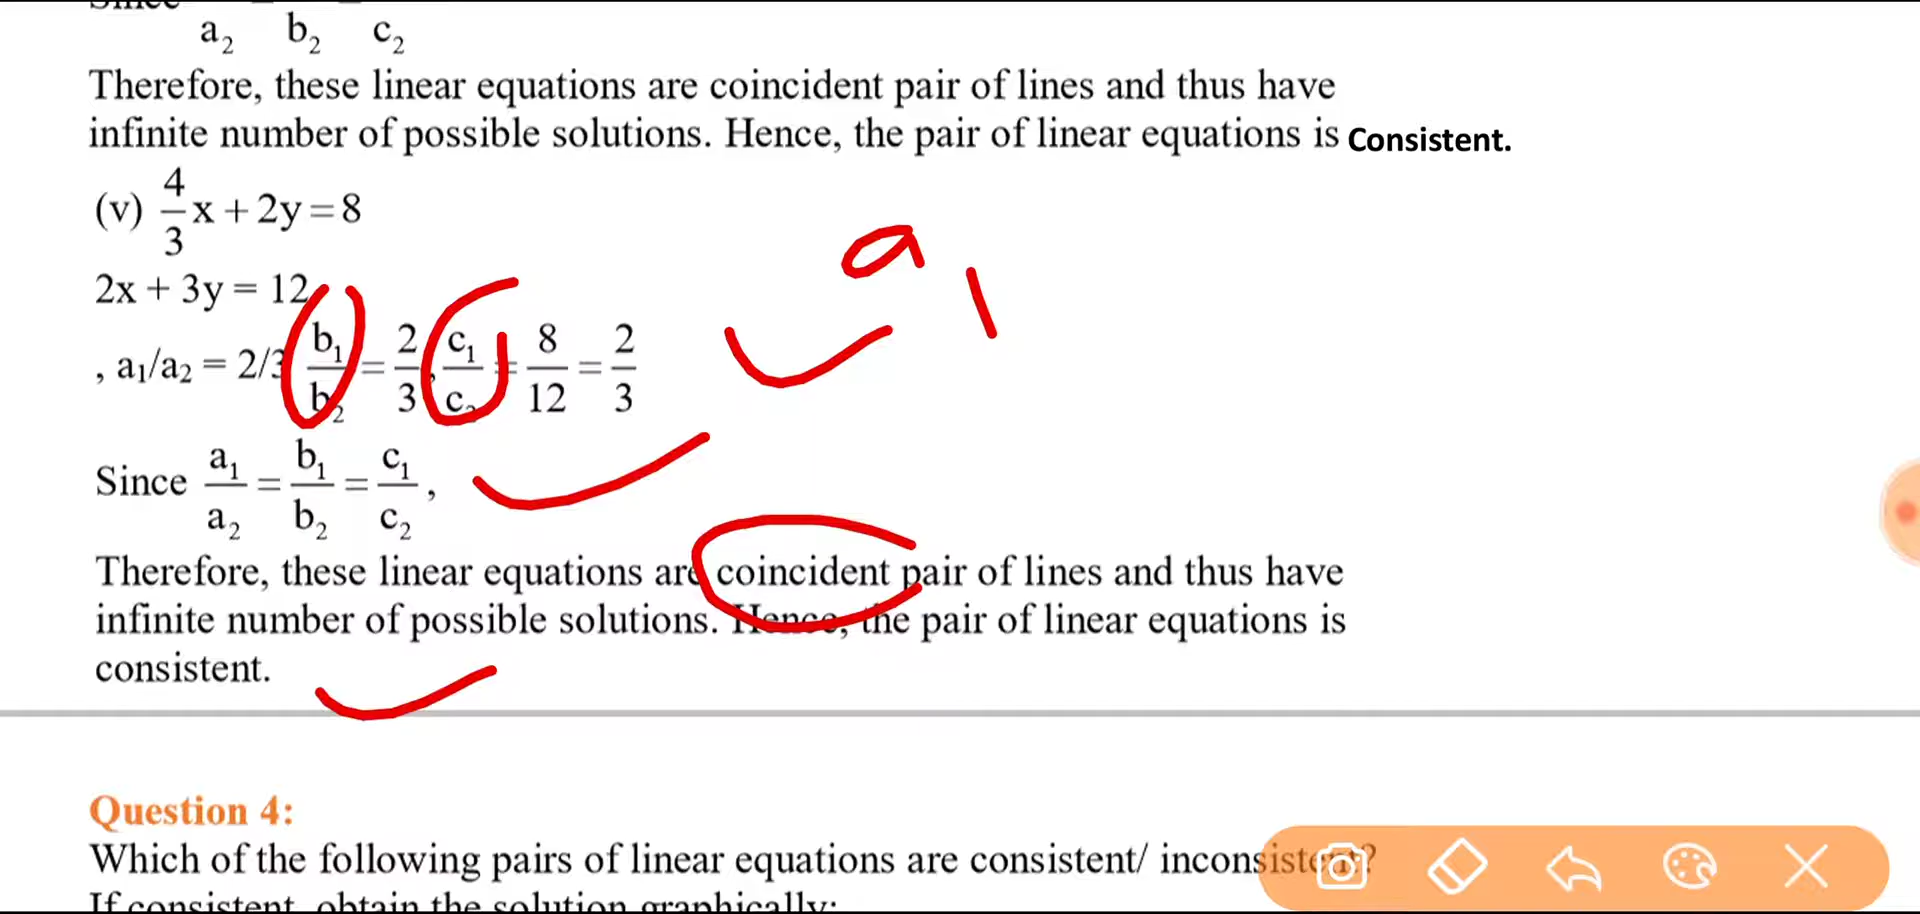 Since
a₂ b₂ c₂
Therefore, these linear equations are coincident pair of lines and thus have
infinite number of possible solutions. Hence, the pair of linear equations is Consistent.
(v) 4/3 x + 2y = 8
2x + 3y = 12
, a₁/a₂ = 2/3 b₁/b₂ = 2/3, c₁/c₂ = 8/12 = 2/3
a1
Since a₁/a₂ = b₁/b₂ = c₁/c₂,
Therefore, these linear equations are coincident pair of lines and thus have
infinite number of possible solutions. Hence, the pair of linear equations is
consistent.
Question 4:
Which of the following pairs of linear equations are consistent/ inconsistent?
If consistent, obtain the solution graphically: